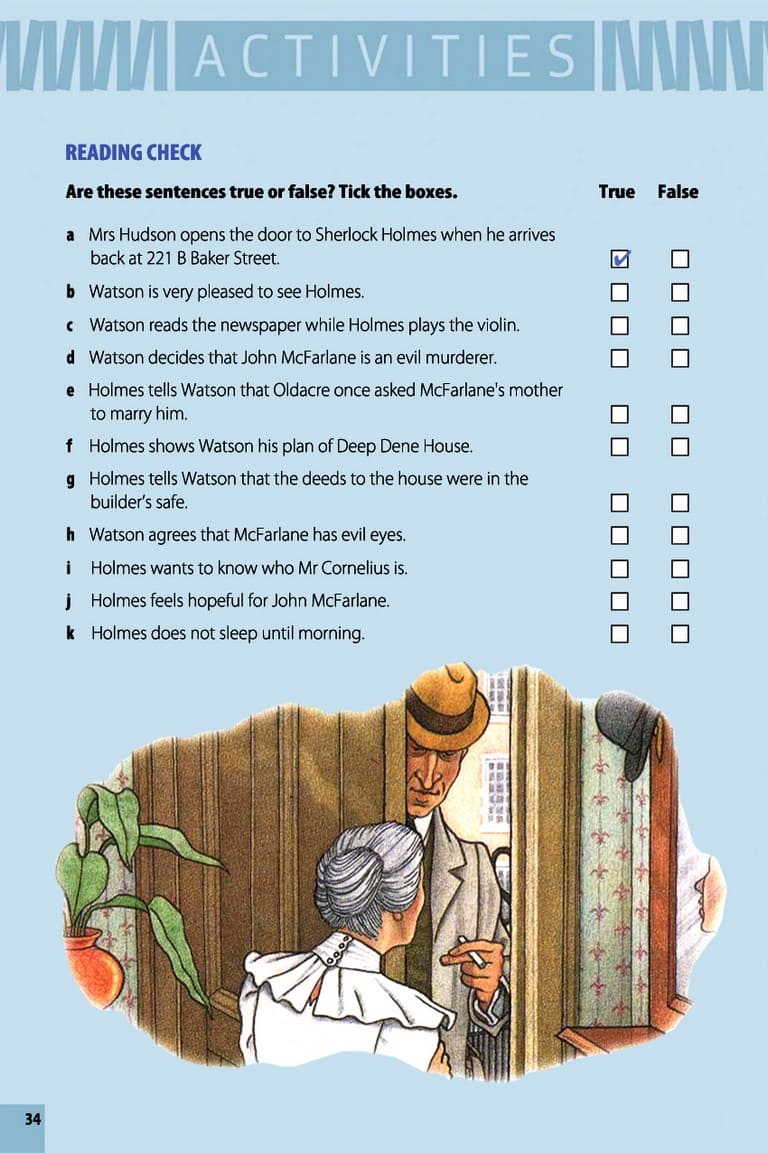 ACTIVITIES
READING CHECK
Are these sentences true or false? Tick the boxes. True False
a Mrs Hudson opens the door to Sherlock Holmes when he arrives
back at 221 B Baker Street.
b Watson is very pleased to see Holmes.
c Watson reads the newspaper while Holmes plays the violin.
d Watson decides that John McFarlane is an evil murderer.
e Holmes tells Watson that Oldacre once asked McFarlane's mother
to marry him.
f Holmes shows Watson his plan of Deep Dene House.
g Holmes tells Watson that the deeds to the house were in the
builder's safe.
h Watson agrees that McFarlane has evil eyes.
i Holmes wants to know who Mr Cornelius is.
j Holmes feels hopeful for John McFarlane.
k Holmes does not sleep until morning.
34